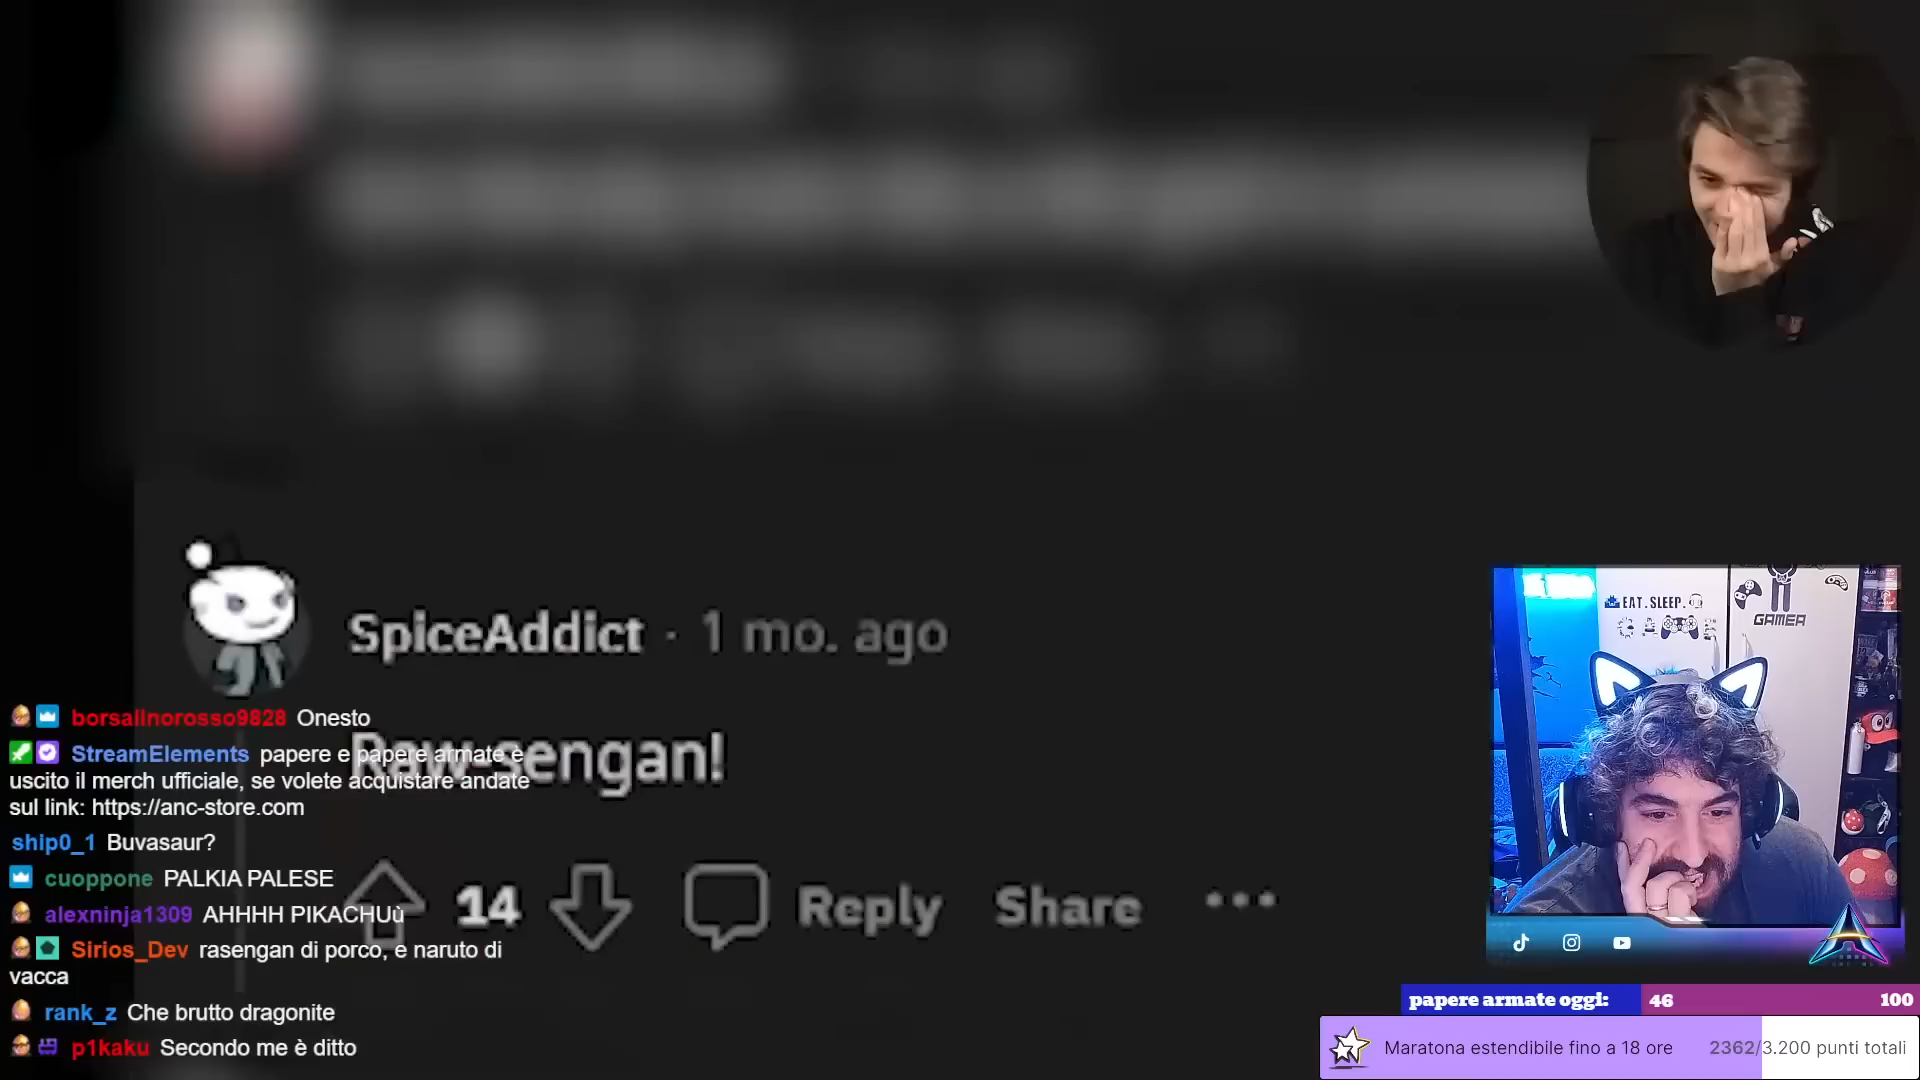 SpiceAddict · 1 mo. ago
Raw-sengan!
14
Reply
Share
borsalinorosso9828 Onesto
StreamElements papere e papere armate è
uscito il merch ufficiale, se volete acquistare andate
sul link: https://anc-store.com
ship0_1 Buvasaur?
cuoppone PALKIA PALESE
alexninja1309 AHHHH PIKACHUù
Sirios_Dev rasengan di porco, e naruto di
vacca
rank_z Che brutto dragonite
p1kaku Secondo me è ditto
EAT.SLEEP.
GAMER
papere armate oggi: 46 100
Maratona estendibile fino a 18 ore 2362/3.200 punti totali